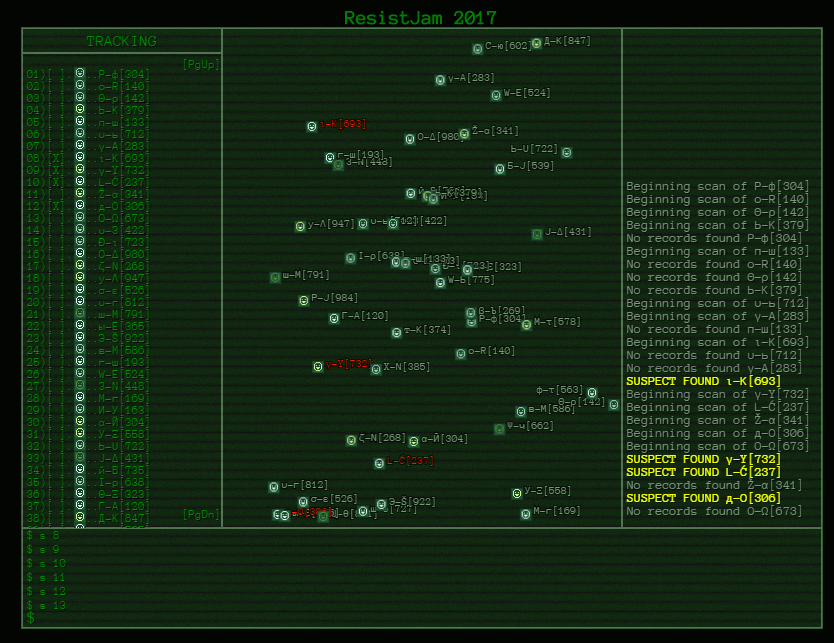 ResistJam 2017
TRACKING
[PgUp]
01)[ ]...P-φ[304]
02)[ ]...o-R[140]
03)[ ]...Θ-ρ[142]
04)[ ]...Ь-K[379]
05)[ ]...п-ш[133]
06)[ ]...υ-Ь[712]
07)[ ]...γ-A[283]
08)[X]...ι-K[693]
09)[X]...γ-Y[732]
10)[X]...L-Ć[237]
11)[ ]...Ž-α[341]
12)[X]...д-O[306]
13)[ ]...O-Ω[673]
14)[ ]...υ-З[422]
15)[ ]...Đ-ι[723]
16)[ ]...O-Δ[980]
17)[ ]...ζ-N[268]
18)[ ]...y-Λ[947]
19)[ ]...σ-ε[526]
20)[ ]...υ-г[812]
21)[ ]...ш-M[791]
22)[ ]...ы-E[365]
23)[ ]...Э-Š[922]
24)[ ]...в-M[586]
25)[ ]...г-ш[193]
26)[ ]...W-E[524]
27)[ ]...З-N[448]
28)[ ]...M-г[169]
29)[ ]...И-У[163]
30)[ ]...α-Й[304]
31)[ ]...У-Ξ[558]
32)[ ]...Ь-U[722]
33)[ ]...J-Δ[431]
34)[ ]...Й-B[735]
35)[ ]...I-ρ[638]
36)[ ]...Θ-Ξ[323]
37)[ ]...Г-A[120]
38)[ ]...Д-K[847]
[PgDn]
C-ю[602]
Д-K[847]
γ-A[283]
W-E[524]
ι-K[693]
Ž-α[341]
O-Δ[980]
Ь-U[722]
г-ш[193]
З-N[448]
Б-J[539]
y-Λ[947]
υ-Ь[712]
[422]
J-Δ[431]
I-ρ[638]
п-ш[133]
Đ-ι[723]
Θ-Ξ[323]
ш-M[791]
W-Ь[775]
P-J[984]
β-Ъ[269]
Г-A[120]
P-φ[304]
M-τ[578]
τ-K[374]
o-R[140]
γ-Y[732]
X-N[385]
ф-τ[563]
Θ-ρ[142]
в-M[586]
Ψ-ч[662]
ζ-N[268]
α-Й[304]
L-Ć[237]
υ-г[812]
У-Ξ[558]
σ-ε[526]
Э-Š[922]
M-г[169]
Beginning scan of P-φ[304]
Beginning scan of o-R[140]
Beginning scan of Θ-ρ[142]
Beginning scan of Ь-K[379]
No records found P-φ[304]
Beginning scan of п-ш[133]
No records found o-R[140]
No records found Θ-ρ[142]
No records found Ь-K[379]
Beginning scan of υ-Ь[712]
Beginning scan of γ-A[283]
No records found п-ш[133]
Beginning scan of ι-K[693]
No records found υ-Ь[712]
No records found γ-A[283]
SUSPECT FOUND ι-K[693]
Beginning scan of γ-Y[732]
Beginning scan of L-Ć[237]
Beginning scan of Ž-α[341]
Beginning scan of д-O[306]
Beginning scan of O-Ω[673]
SUSPECT FOUND γ-Y[732]
SUSPECT FOUND L-Ć[237]
No records found Ž-α[341]
SUSPECT FOUND д-O[306]
No records found O-Ω[673]
$ s 8
$ s 9
$ s 10
$ s 11
$ s 12
$ s 13
$